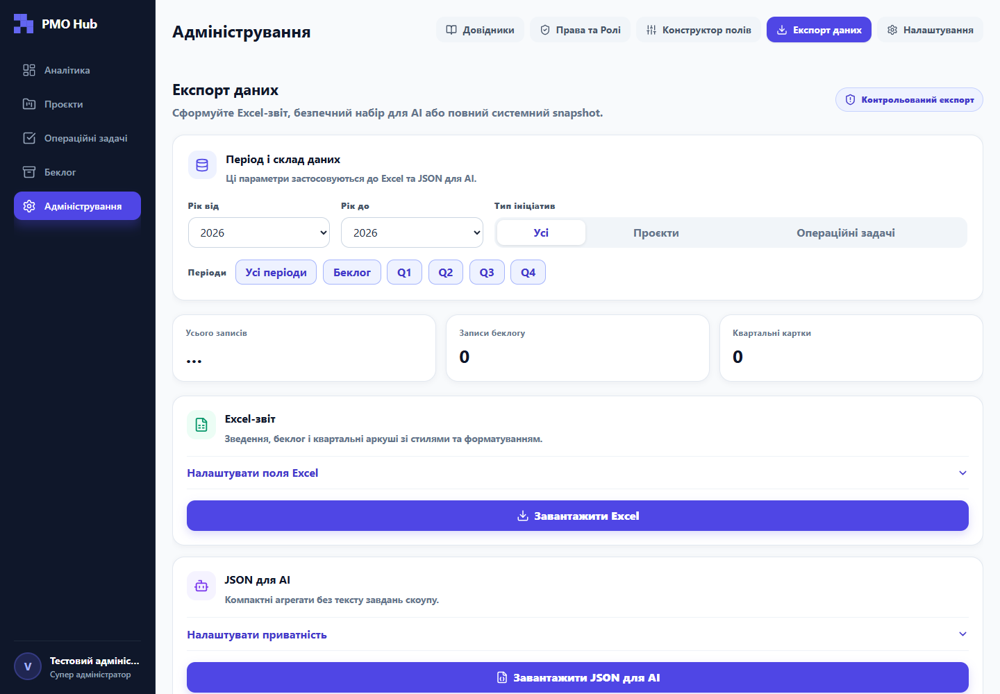 PMO Hub
Аналітика
Проєкти
Операційні задачі
Беклог
Адміністрування
V
Тестовий адмініс...
Супер адміністратор
Адміністрування
Довідники
Права та Ролі
Конструктор полів
Експорт даних
Налаштування
Експорт даних
Сформуйте Excel-звіт, безпечний набір для AI або повний системний snapshot.
Контрольований експорт
Період і склад даних
Ці параметри застосовуються до Excel та JSON для AI.
Рік від
Рік до
Тип ініціатив
2026
2026
Усі
Проєкти
Операційні задачі
Періоди
Усі періоди
Беклог
Q1
Q2
Q3
Q4
Усього записів
...
Записи беклогу
0
Квартальні картки
0
Excel-звіт
Зведення, беклог і квартальні аркуші зі стилями та форматуванням.
Налаштувати поля Excel
Завантажити Excel
JSON для AI
Компактні агрегати без тексту завдань скоупу.
Налаштувати приватність
Завантажити JSON для AI